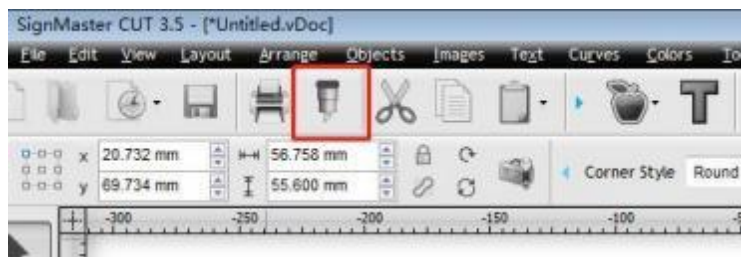 SignMaster CUT 3.5 - [*Untitled.vDoc]
File Edit View Layout Arrange Objects Images Text Curves Colors To
x 20.732 mm 56.758 mm
y 69.734 mm 55.600 mm
Corner Style Round
-300 -250 -200 -150 -100